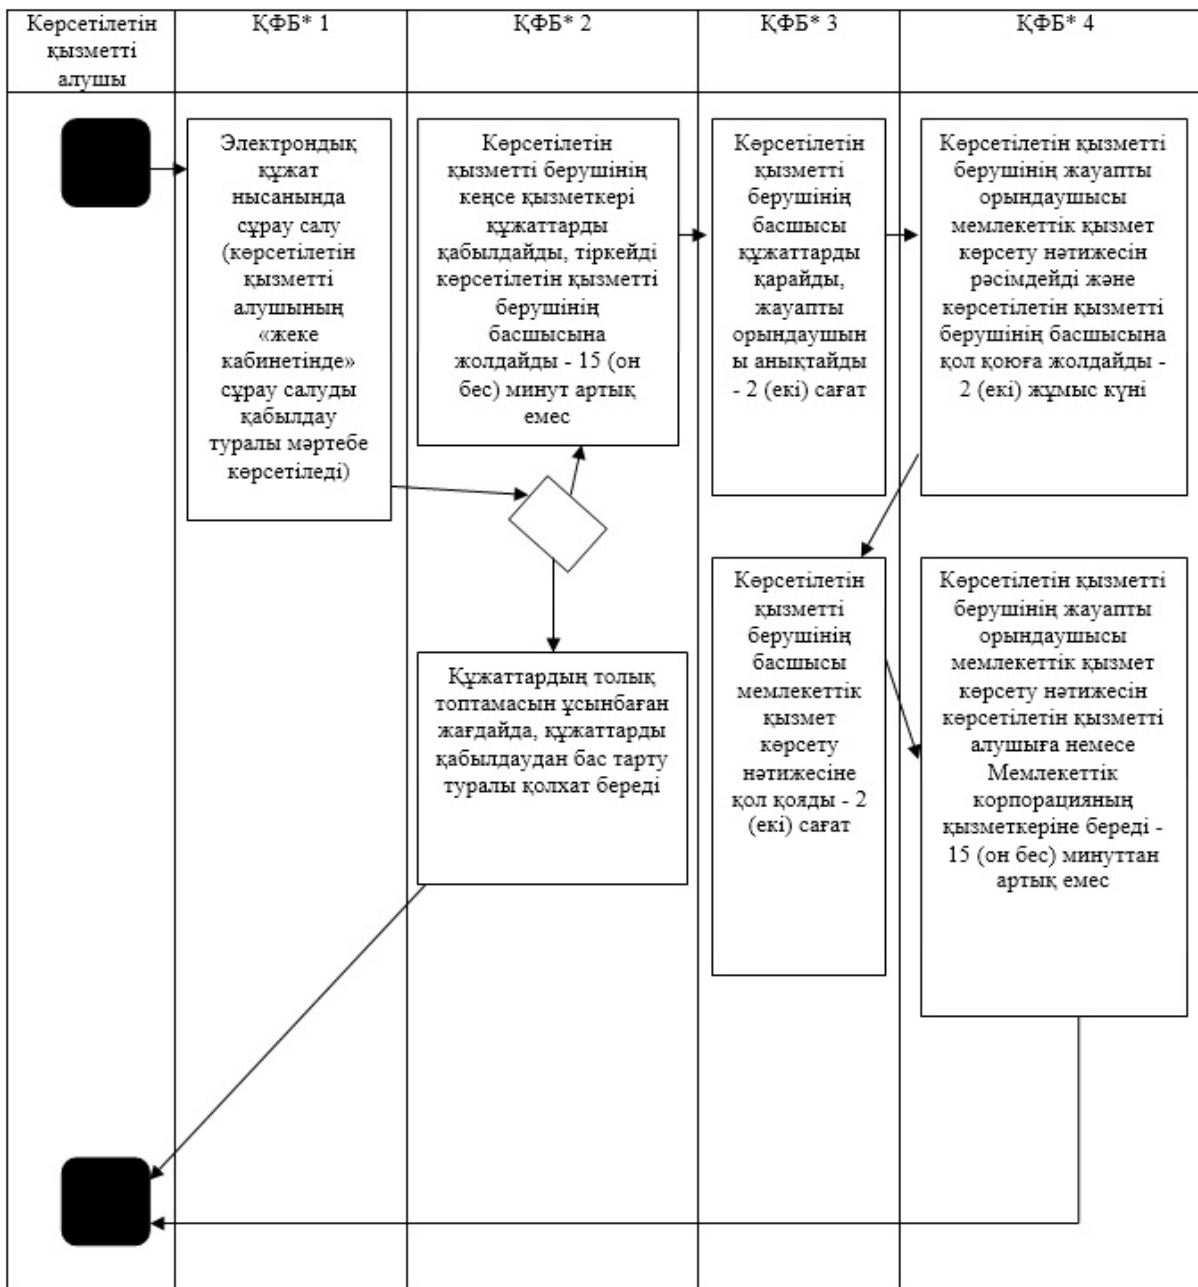 Көрсетілетін
қызметті
алушы
ҚФБ* 1
ҚФБ* 2
ҚФБ* 3
ҚФБ* 4
Электрондық
құжат
нысанында
сұрау салу
(көрсетілетін
қызметті
алушының
«жеке
кабинетінде»
сұрау салуды
қабылдау
туралы мәртебе
көрсетіледі)
Көрсетілетін
қызметті берушінің
кеңсе қызметкері
құжаттарды
қабылдайды, тіркейді
көрсетілетін қызметті
берушінің
басшысына
жолдайды - 15 (он
бес) минут артық
емес
Көрсетілетін
қызметті
берушінің
басшысы
құжаттарды
қарайды,
жауапты
орындаушын
ы анықтайды
- 2 (екі) сағат
Көрсетілетін қызметті
берушінің жауапты
орындаушысы
мемлекеттік қызмет
көрсету нәтижесін
рәсімдейді және
көрсетілетін қызметті
берушінің басшысына
қол қоюға жолдайды -
2 (екі) жұмыс күні
Құжаттардың толық
топтамасын ұсынбаған
жағдайда, құжаттарды
қабылдаудан бас тарту
туралы қолхат береді
Көрсетілетін
қызметті
берушінің
басшысы
мемлекеттік
қызмет
көрсету
нәтижесіне
қол қояды - 2
(екі) сағат
Көрсетілетін қызметті
берушінің жауапты
орындаушысы
мемлекеттік қызмет
көрсету нәтижесін
көрсетілетін қызметті
алушыға немесе
Мемлекеттік
корпорацияның
қызметкеріне береді -
15 (он бес) минуттан
артық емес